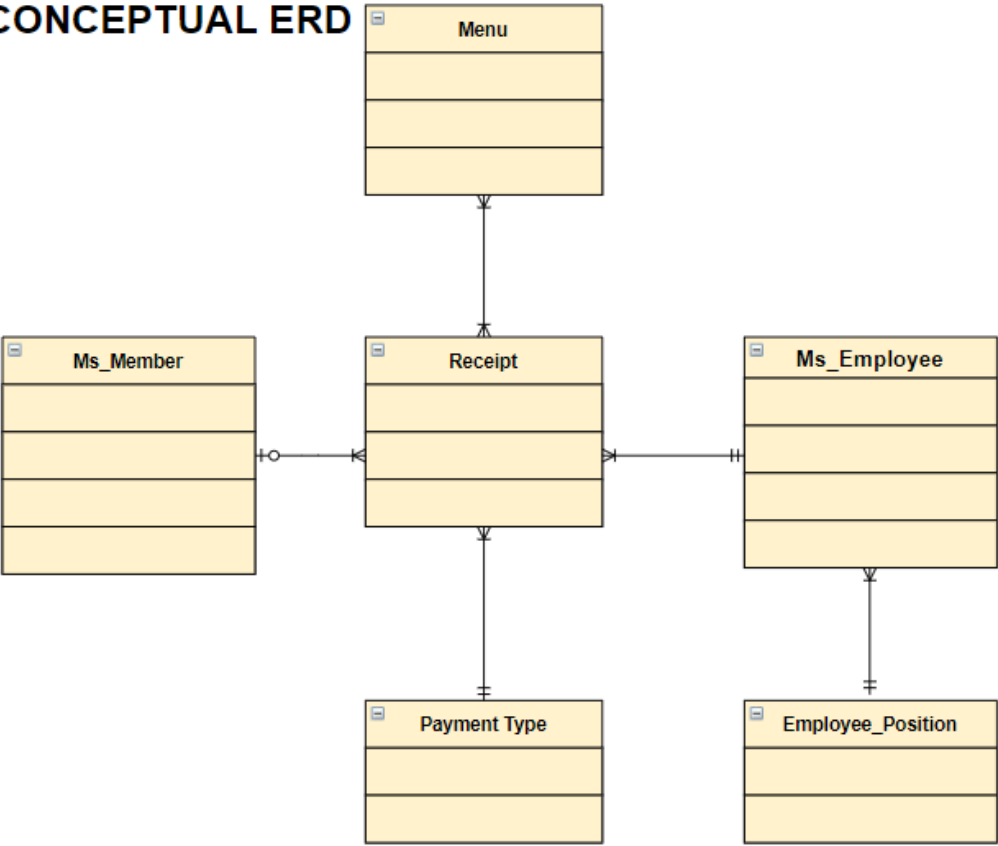 CONCEPTUAL ERD
Menu
Ms_Member
Receipt
Ms_Employee
Payment Type
Employee_Position